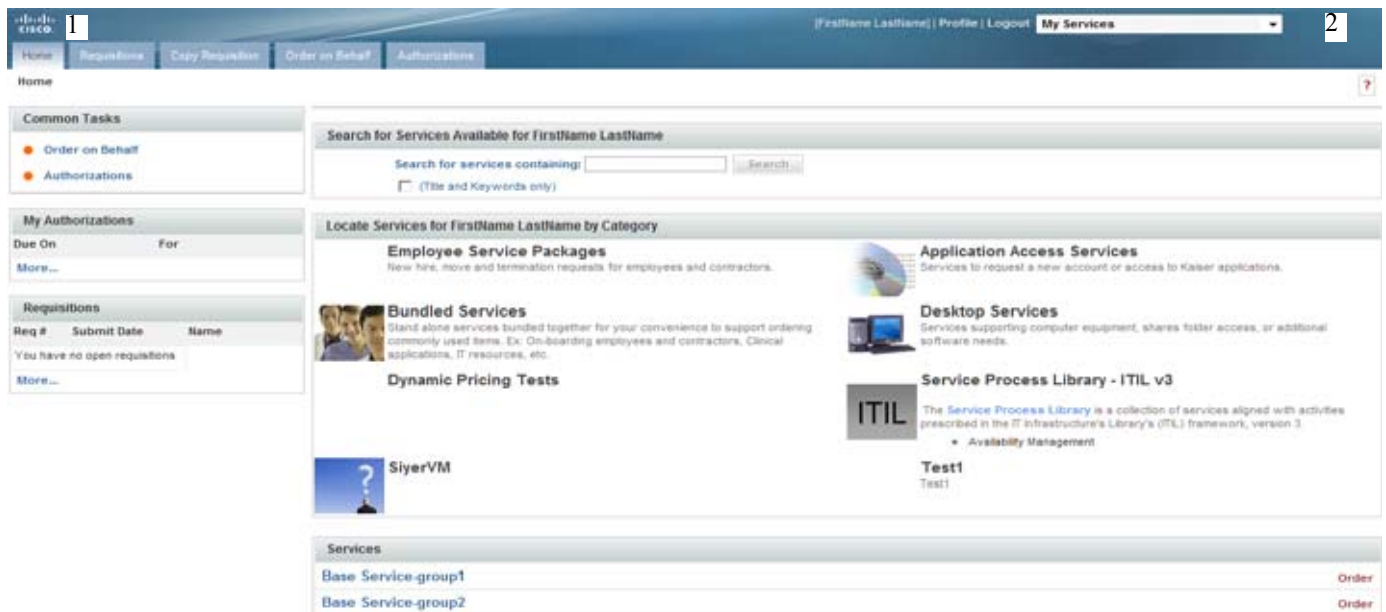 CISCO 1 [FirstName LastName] | Profile | Logout My Services 2
Home Requisitions Copy Requisition Order on Behalf Authorizations
Home
?
Common Tasks
Order on Behalf
Authorizations
My Authorizations
Due On For
More...
Requisitions
Req # Submit Date Name
You have no open requisitions
More...
Search for Services Available for FirstName LastName
Search for services containing: Search
(Title and Keywords only)
Locate Services for FirstName LastName by Category
Employee Service Packages
New hire, move and termination requests for employees and contractors.
Application Access Services
Services to request a new account or access to Kaiser applications.
Bundled Services
Stand alone services bundled together for your convenience to support ordering
commonly used items. Ex: On-boarding employees and contractors, Clinical
applications, IT resources, etc.
Desktop Services
Services supporting computer equipment, shares folder access, or additional
software needs.
Dynamic Pricing Tests
ITIL
Service Process Library - ITIL v3
The Service Process Library is a collection of services aligned with activities
prescribed in the IT Infrastructure's Library's (ITIL) framework, version 3
• Availability Management
?
SiyerVM
Test1
Test1
Services
Base Service-group1 Order
Base Service-group2 Order